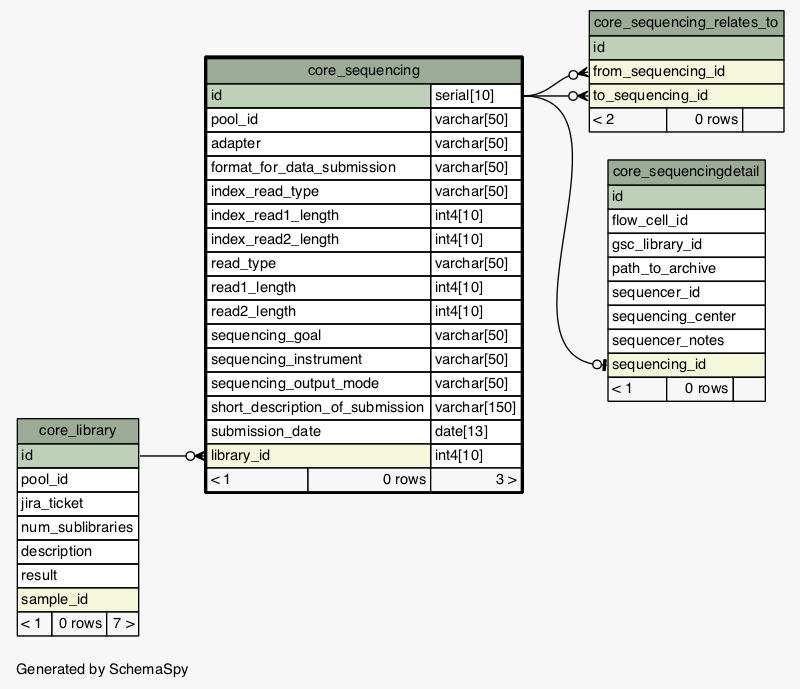 core_sequencing_relates_to
id
from_sequencing_id
to_sequencing_id
< 2 0 rows
core_sequencing
id serial[10]
pool_id varchar[50]
adapter varchar[50]
format_for_data_submission varchar[50]
index_read_type varchar[50]
index_read1_length int4[10]
index_read2_length int4[10]
read_type varchar[50]
read1_length int4[10]
read2_length int4[10]
sequencing_goal varchar[50]
sequencing_instrument varchar[50]
sequencing_output_mode varchar[50]
short_description_of_submission varchar[150]
submission_date date[13]
library_id int4[10]
< 1 0 rows 3 >
core_sequencingdetail
id
flow_cell_id
gsc_library_id
path_to_archive
sequencer_id
sequencing_center
sequencer_notes
sequencing_id
< 1 0 rows
core_library
id
pool_id
jira_ticket
num_sublibraries
description
result
sample_id
< 1 0 rows 7 >
Generated by SchemaSpy